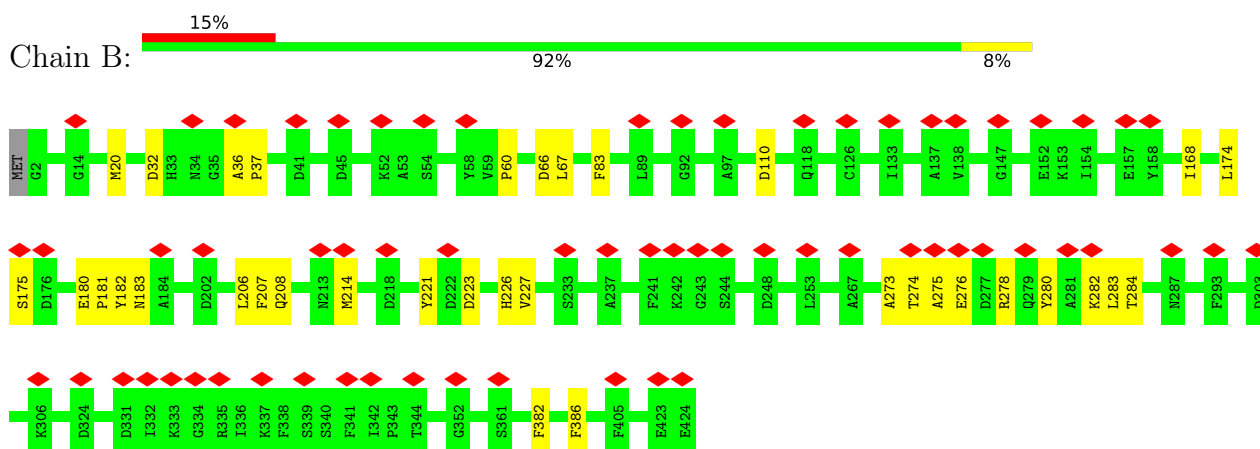 15%
Chain B:
92% 8%
MET G2 G14 M20 D32 H33 N34 G35 A36 P37 D41 D45 K52 A53 S54 Y58 V59 P60 D66 L67 F83 L89 G92 A97 D110 Q118 C126 I133 A137 V138 G147 E152 K153 I154 E157 Y158 I168 L174
S175 D176 E180 P181 Y182 N183 A184 D202 L206 F207 Q208 N213 M214 D218 Y221 D222 D223 H226 V227 S233 A237 F241 K242 G243 S244 D248 L253 A267 A273 T274 A275 E276 D277 R278 Q279 Y280 A281 K282 L283 T284 N287 F293
K306 D324 D331 I332 K333 G334 R335 I336 K337 F338 S339 S340 F341 I342 P343 T344 G352 S361 F382 F386 F405 E423 E424